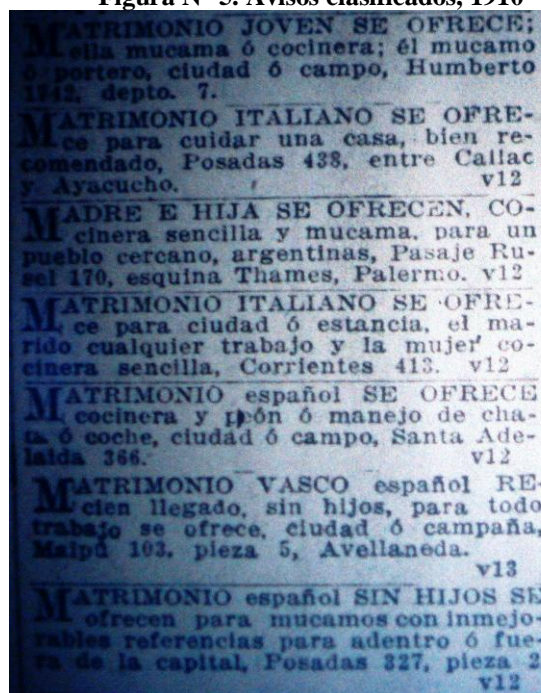 Figura N° 3. Avisos clasificados, 1910
MATRIMONIO JOVEN SE OFRECE;
ella mucama ó cocinera; él mucamo
ó portero, ciudad ó campo, Humberto
1742, depto. 7.
MATRIMONIO ITALIANO SE OFRE-
ce para cuidar una casa, bien re-
comendado, Posadas 438, entre Callac
y Ayacucho. v12
MADRE E HIJA SE OFRECEN, CO-
cinera sencilla y mucama, para un
pueblo cercano, argentinas, Pasaje Ru-
sel 170, esquina Thames, Palermo. v12
MATRIMONIO ITALIANO SE OFRE-
ce para ciudad ó estancia, el ma-
rido cualquier trabajo y la mujer co-
cinera sencilla, Corrientes 413. v12
MATRIMONIO español SE OFRECE
cocinera y peón ó manejo de cha-
ta ó coche, ciudad ó campo, Santa Ade-
laida 366. v12
MATRIMONIO VASCO español RE-
cien llegado, sin hijos, para todo
trabajo se ofrece, ciudad ó campaña,
Maipú 103, pieza 5, Avellaneda.
v13
MATRIMONIO español SIN HIJOS SE
ofrecen para mucamos con inmejo-
rables referencias para adentro ó fue-
ra de la capital, Posadas 327, pieza 2
v12